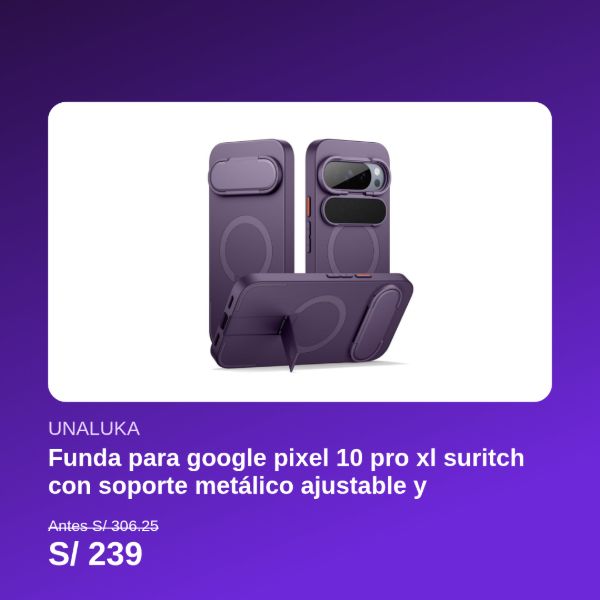 UNALUKA
Funda para google pixel 10 pro xl suritch
con soporte metálico ajustable y
Antes S/ 306.25
S/ 239